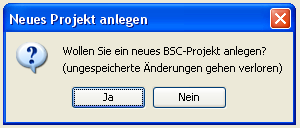 Neues Projekt anlegen
Wollen Sie ein neues BSC-Projekt anlegen?
(ungespeicherte Änderungen gehen verloren)
Ja Nein